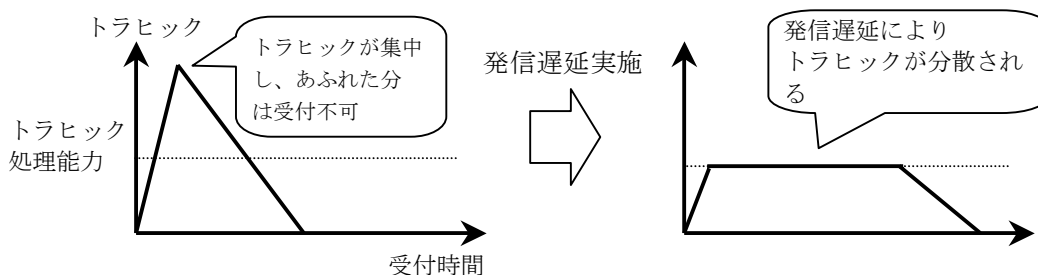 トラヒック
トラヒックが集中
し、あふれた分
は受付不可
トラヒック
処理能力
受付時間
発信遅延実施
発信遅延により
トラヒックが分散され
る